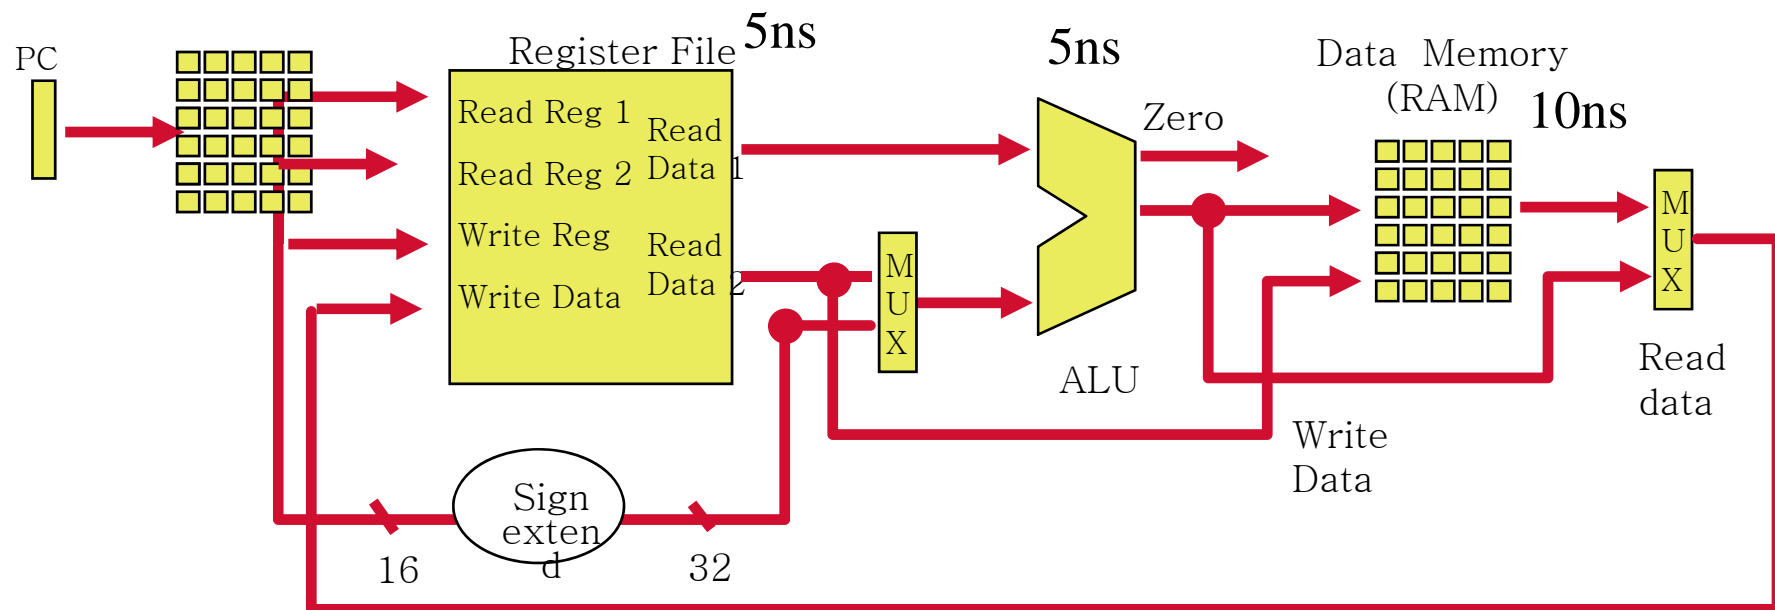 PC
Register File
5ns
5ns
Data Memory
(RAM)
10ns
Read Reg 1
Read
Data 1
Read Reg 2
Write Reg
Read
Data 2
Write Data
M
U
X
Zero
ALU
M
U
X
Read
data
Write
Data
Sign
exten
d
16
32